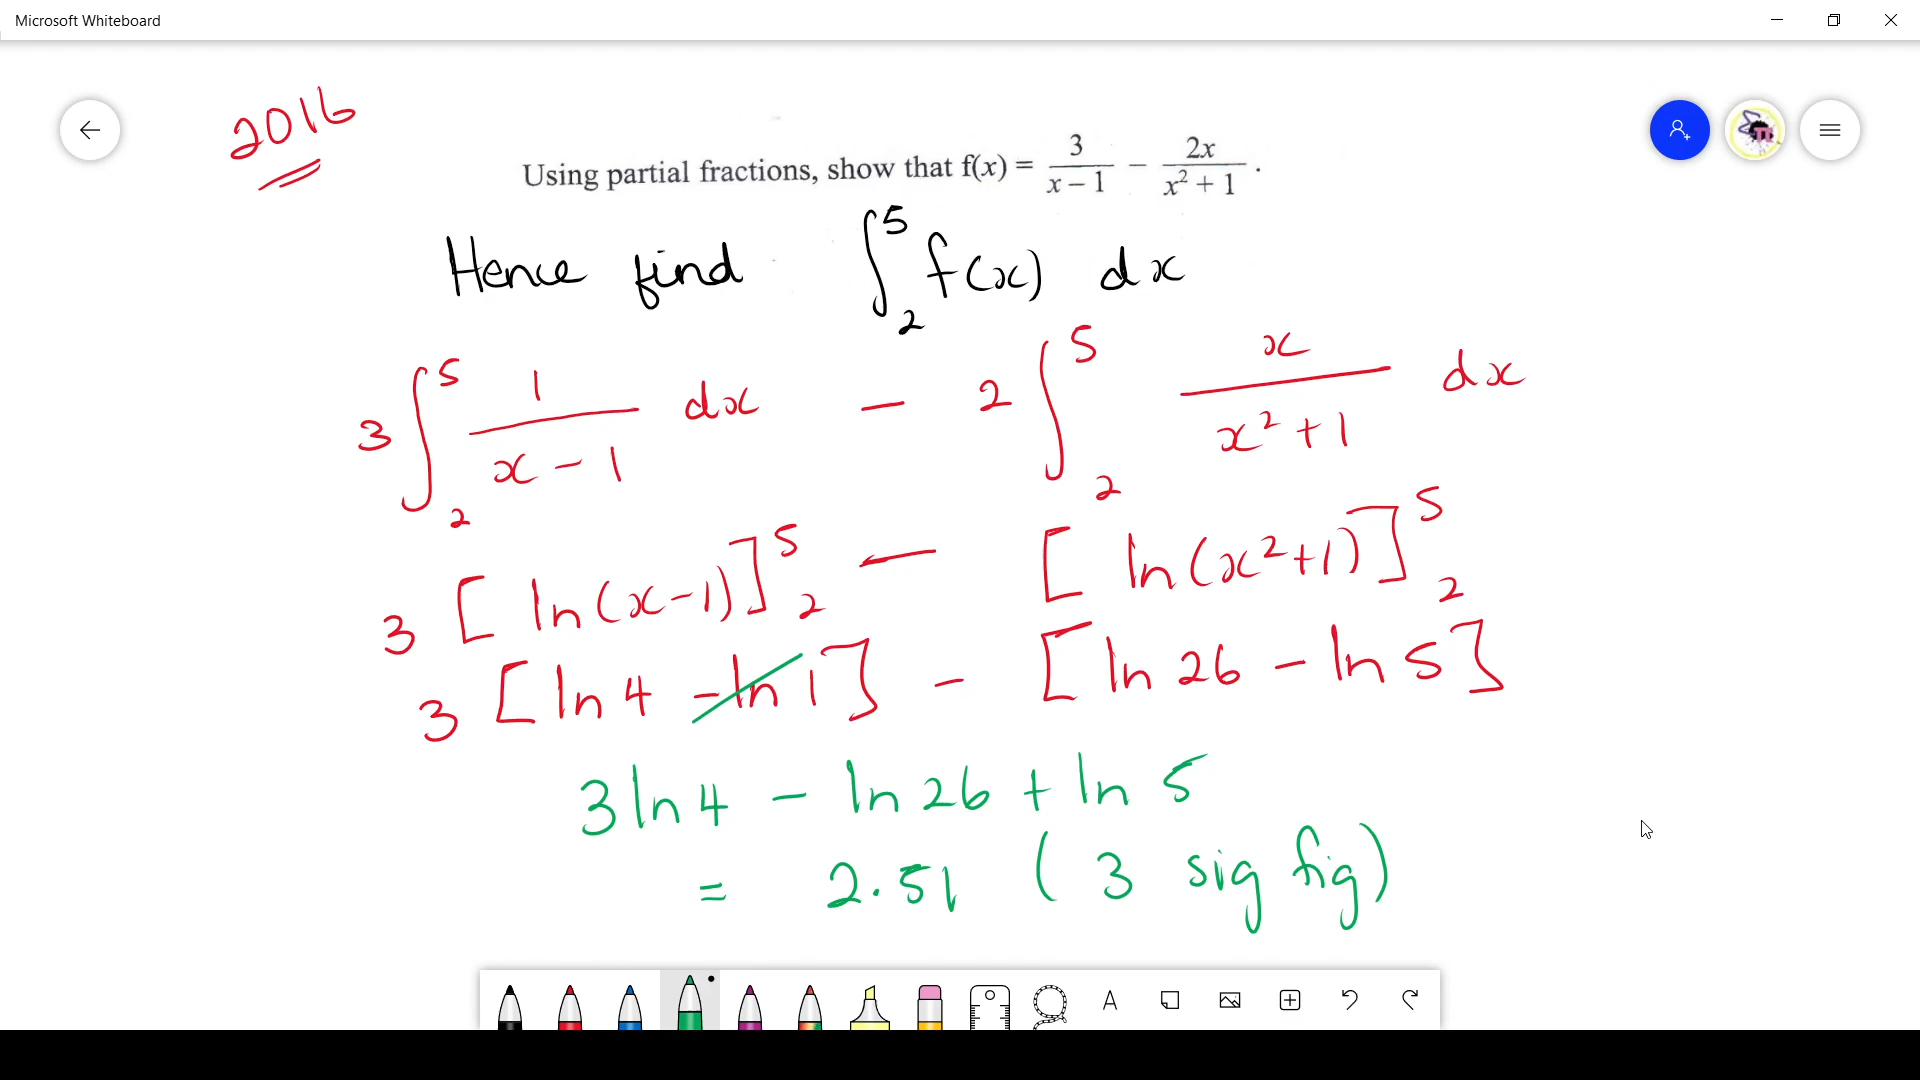 Microsoft Whiteboard
2016
Using partial fractions, show that f(x) = 3/(x − 1) − 2x/(x² + 1) .
Hence find ∫₂⁵ f(x) dx
3 ∫₂⁵ 1/(x − 1) dx − 2 ∫₂⁵ x/(x² + 1) dx
3 [ln(x−1)]₂⁵ − [ln(x²+1)]₂⁵
3 [ln 4 − ln 1] − [ln 26 − ln 5]
3 ln 4 − ln 26 + ln 5
= 2.51 (3 sig fig)
A